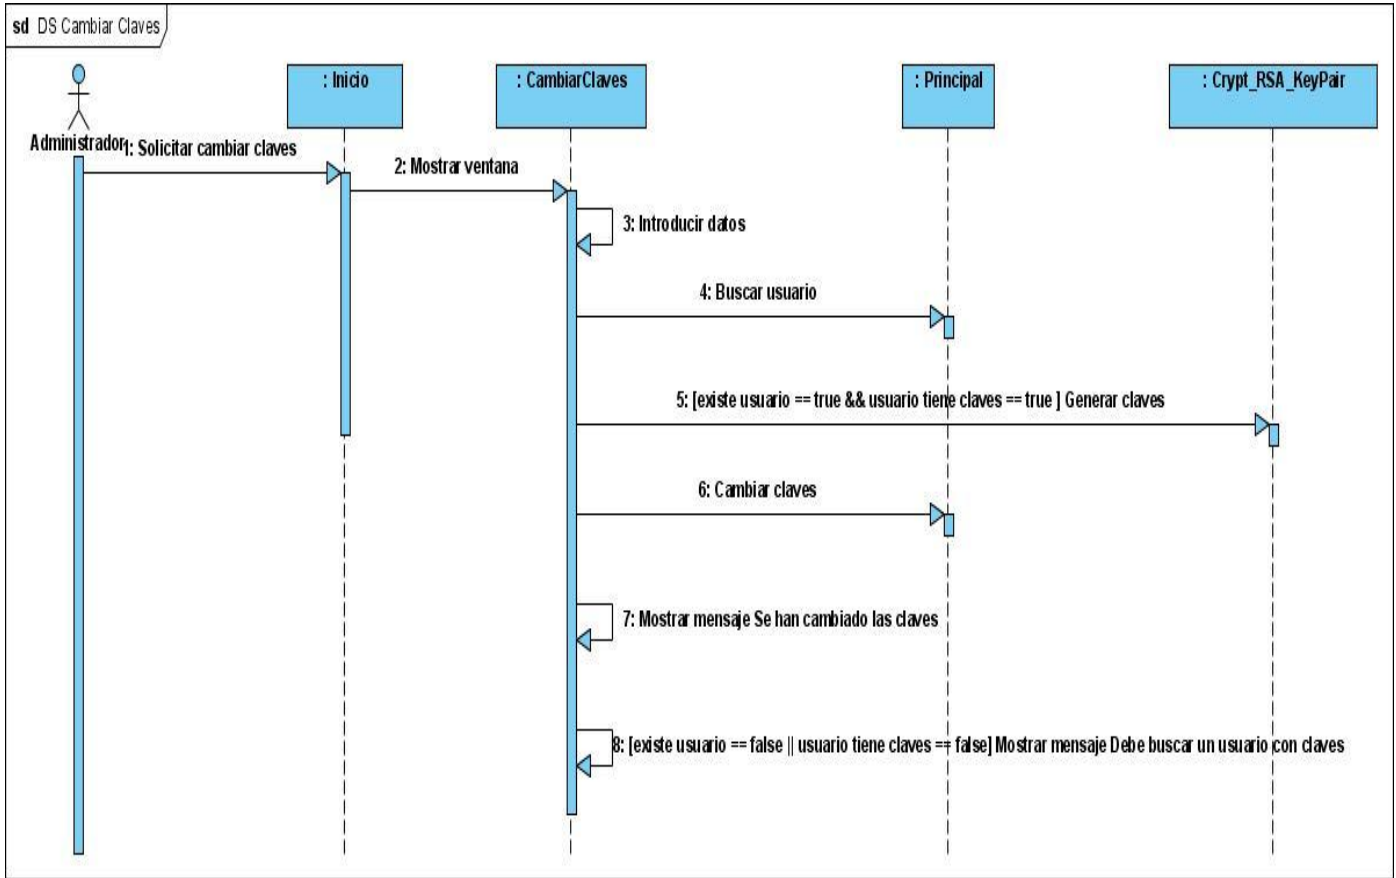 sd DS Cambiar Claves
: Inicio
: CambiarClaves
: Principal
: Crypt_RSA_KeyPair
Administrador
1: Solicitar cambiar claves
2: Mostrar ventana
3: Introducir datos
4: Buscar usuario
5: [existe usuario == true && usuario tiene claves == true ] Generar claves
6: Cambiar claves
7: Mostrar mensaje Se han cambiado las claves
8: [existe usuario == false || usuario tiene claves == false] Mostrar mensaje Debe buscar un usuario con claves